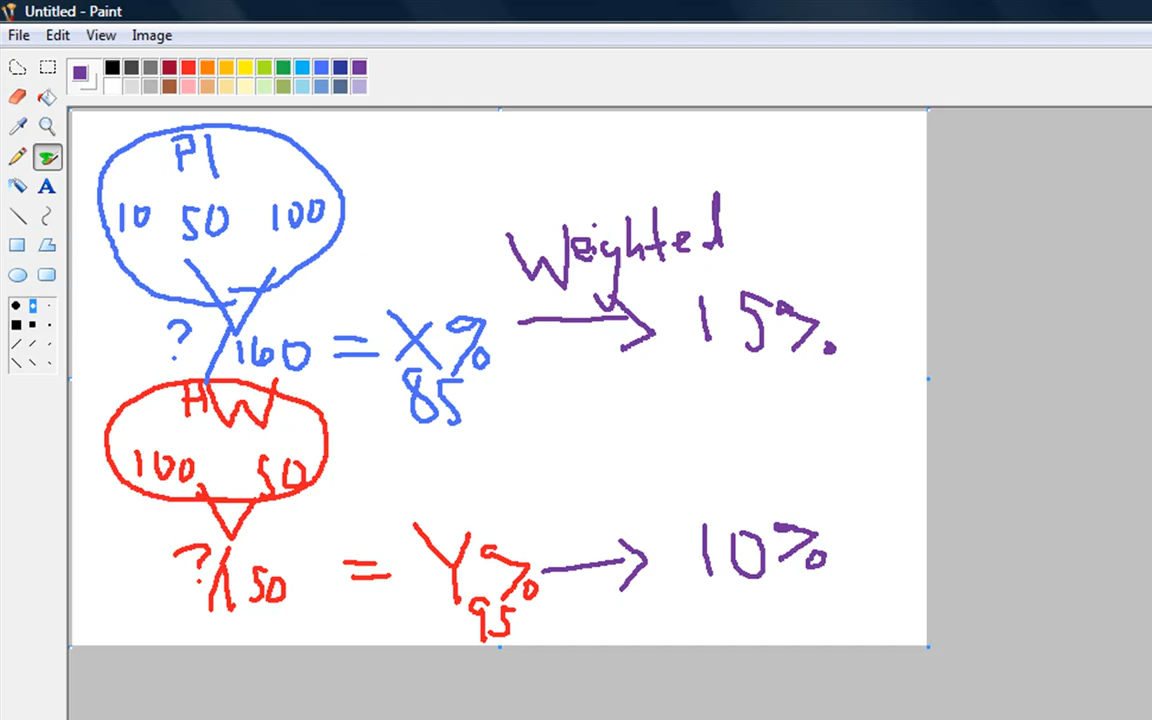 Untitled - Paint
File Edit View Image
P1
10 50 100
Weighted
? 160 = X% 15%
85
HW
100 50
?/150 = Y% 10%
95